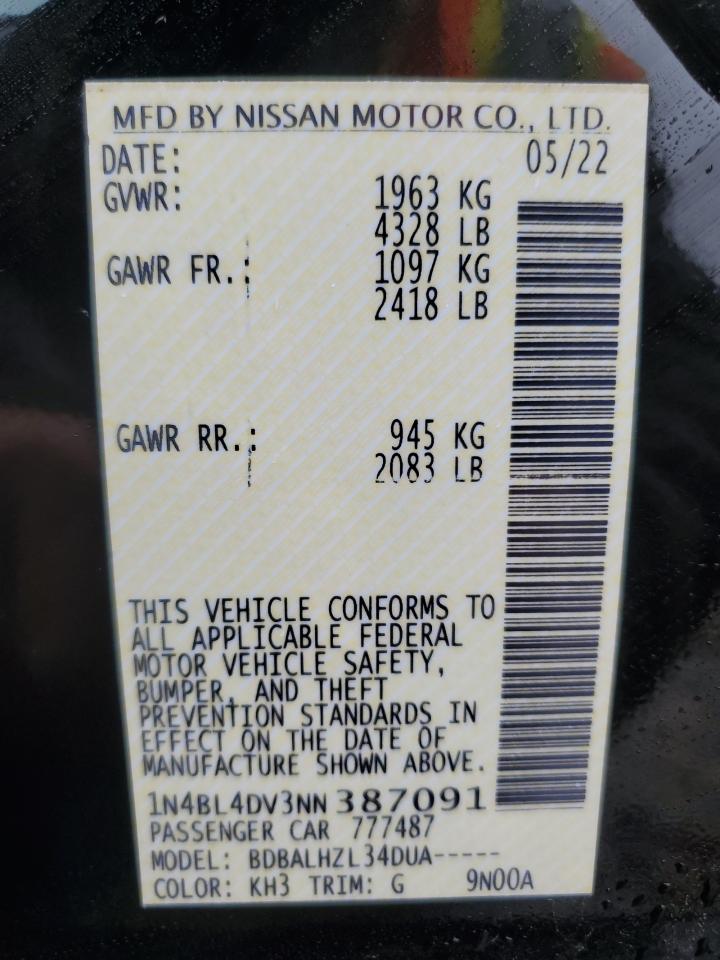 MFD BY NISSAN MOTOR CO., LTD.
DATE: 05/22
GVWR: 1963 KG
4328 LB
GAWR FR.: 1097 KG
2418 LB
GAWR RR.: 945 KG
2083 LB
THIS VEHICLE CONFORMS TO
ALL APPLICABLE FEDERAL
MOTOR VEHICLE SAFETY,
BUMPER, AND THEFT
PREVENTION STANDARDS IN
EFFECT ON THE DATE OF
MANUFACTURE SHOWN ABOVE.
1N4BL4DV3NN387091
PASSENGER CAR 777487
MODEL: BDBALHZL34DUA-----
COLOR: KH3 TRIM: G 9N00A